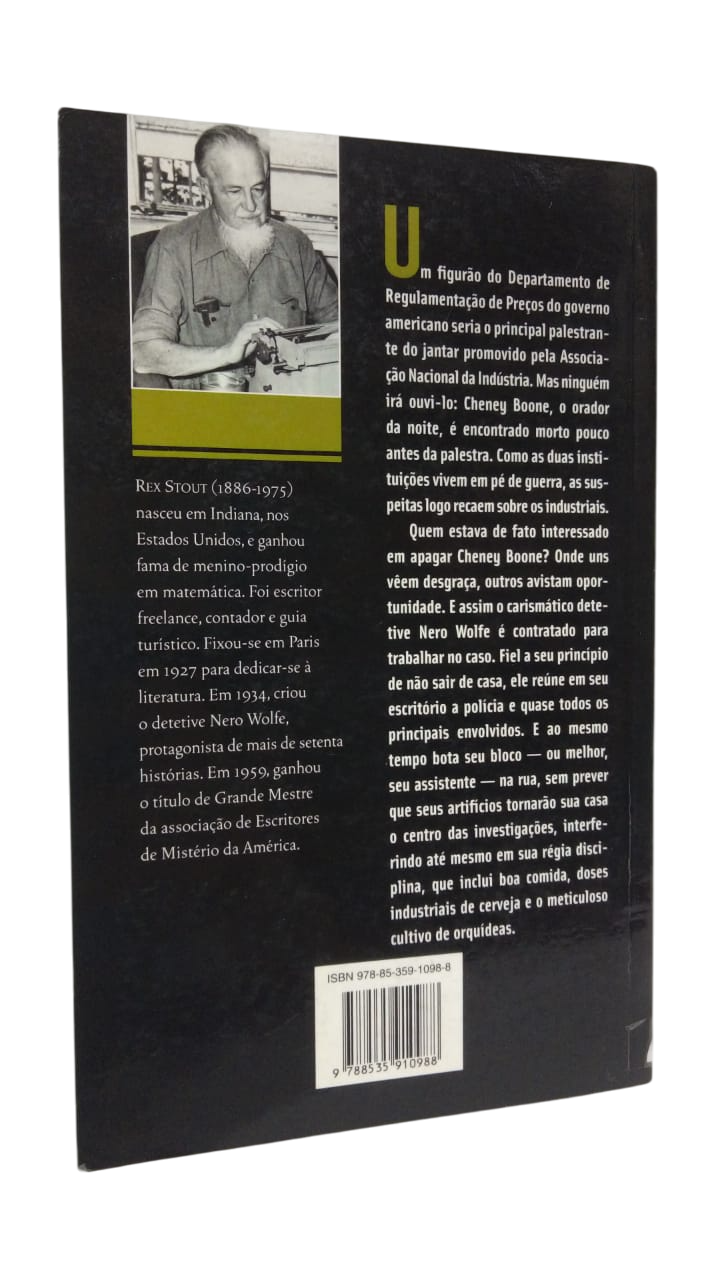 REX STOUT (1886-1975)
nasceu em Indiana, nos
Estados Unidos, e ganhou
fama de menino-prodígio
em matemática. Foi escritor
freelance, contador e guia
turístico. Fixou-se em Paris
em 1927 para dedicar-se à
literatura. Em 1934, criou
o detetive Nero Wolfe,
protagonista de mais de setenta
histórias. Em 1959, ganhou
o título de Grande Mestre
da associação de Escritores
de Mistério da América.
Um figurão do Departamento de
Regulamentação de Preços do governo
americano seria o principal palestran-
te do jantar promovido pela Associa-
ção Nacional da Indústria. Mas ninguém
irá ouvi-lo: Cheney Boone, o orador
da noite, é encontrado morto pouco
antes da palestra. Como as duas insti-
tuições vivem em pé de guerra, as sus-
peitas logo recaem sobre os industriais.
Quem estava de fato interessado
em apagar Cheney Boone? Onde uns
vêem desgraça, outros avistam opor-
tunidade. E assim o carismático dete-
tive Nero Wolfe é contratado para
trabalhar no caso. Fiel a seu princípio
de não sair de casa, ele reúne em seu
escritório a polícia e quase todos os
principais envolvidos. E ao mesmo
tempo bota seu bloco — ou melhor,
seu assistente — na rua, sem prever
que seus artifícios tornarão sua casa
o centro das investigações, interfe-
rindo até mesmo em sua régia disci-
plina, que inclui boa comida, doses
industriais de cerveja e o meticuloso
cultivo de orquídeas.
ISBN 978-85-359-1098-8
9 788535 910988